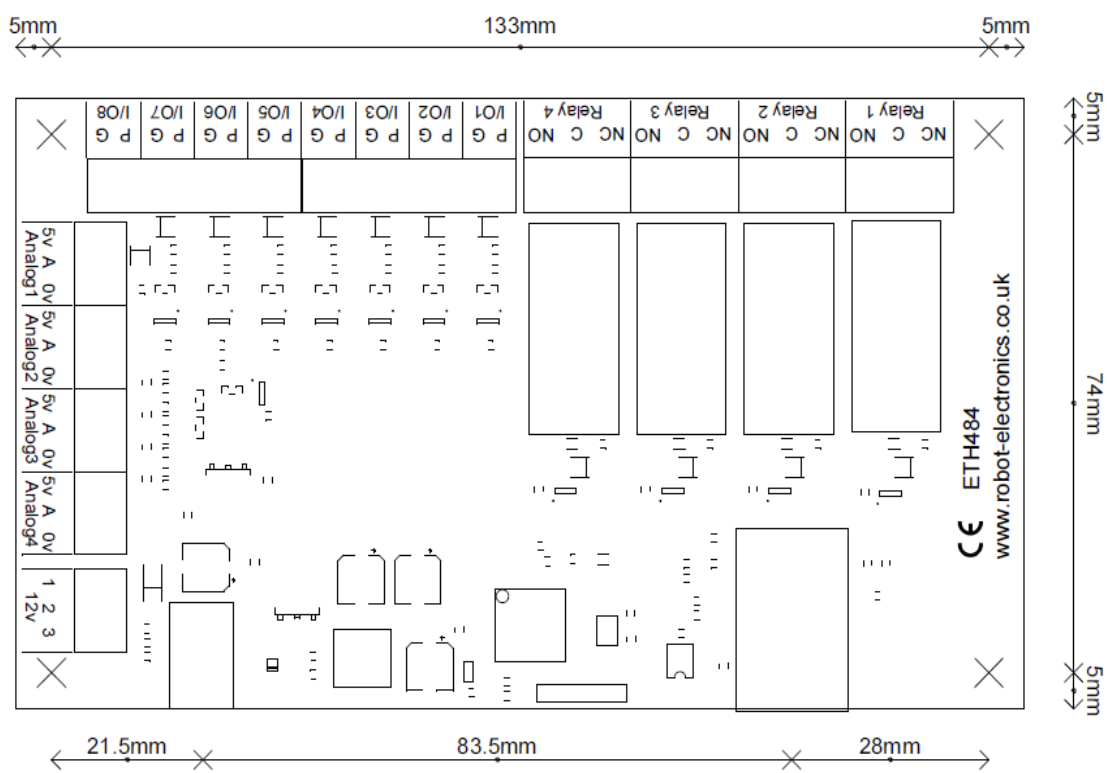 5mm 133mm 5mm
I/O8 I/O7 I/O6 I/O5 I/O4 I/O3 I/O2 I/O1 Relay 4 Relay 3 Relay 2 Relay 1
G P G P G P G P G P G P G P G P NO C NC NO C NC NO C NC NO C NC
5mm
5v A 0v
Analog1
5v A 0v
Analog2
5v A 0v
Analog3
5v A 0v
Analog4
1 2 3
12v
74mm
CE ETH484
www.robot-electronics.co.uk
5mm
21.5mm 83.5mm 28mm